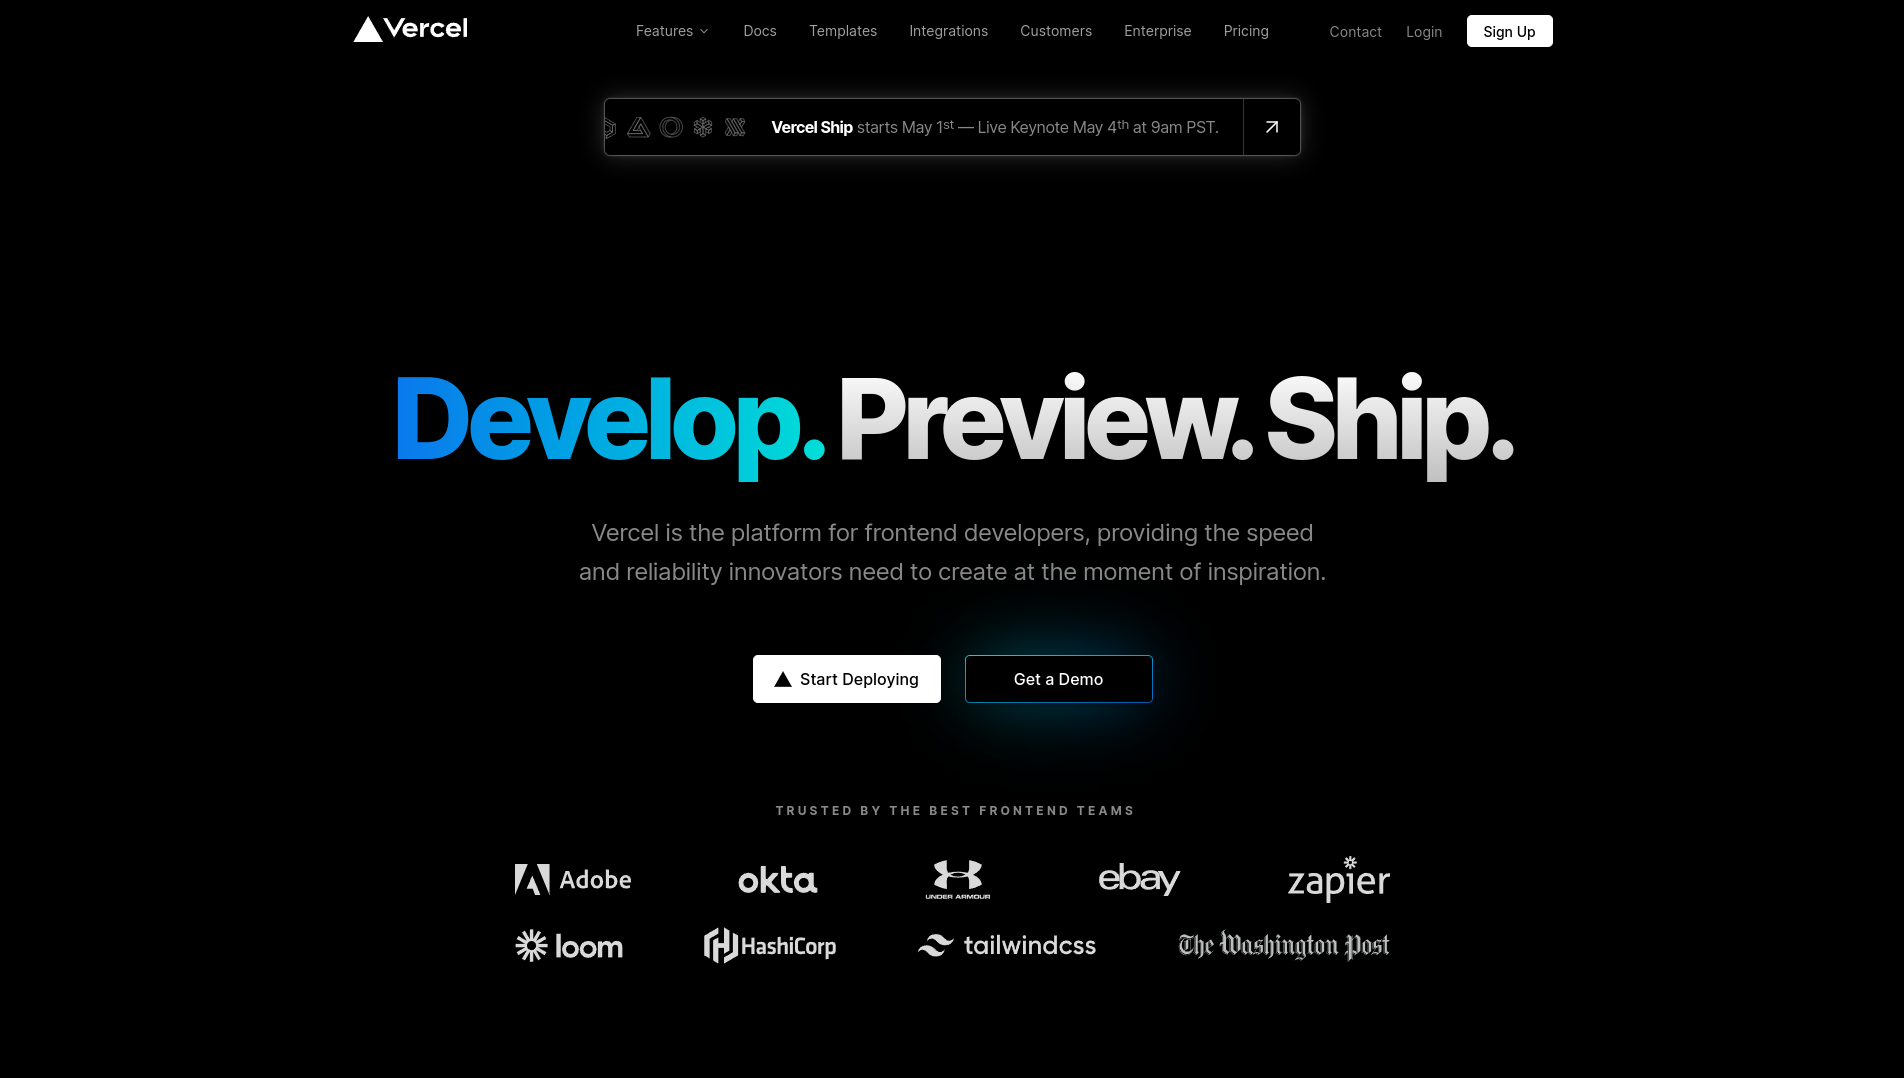 Vercel
Features Docs Templates Integrations Customers Enterprise Pricing Contact Login Sign Up
Vercel Ship starts May 1st — Live Keynote May 4th at 9am PST.
Develop. Preview. Ship.
Vercel is the platform for frontend developers, providing the speed
and reliability innovators need to create at the moment of inspiration.
Start Deploying Get a Demo
TRUSTED BY THE BEST FRONTEND TEAMS
Adobe okta UNDER ARMOUR ebay zapier
loom HashiCorp tailwindcss The Washington Post